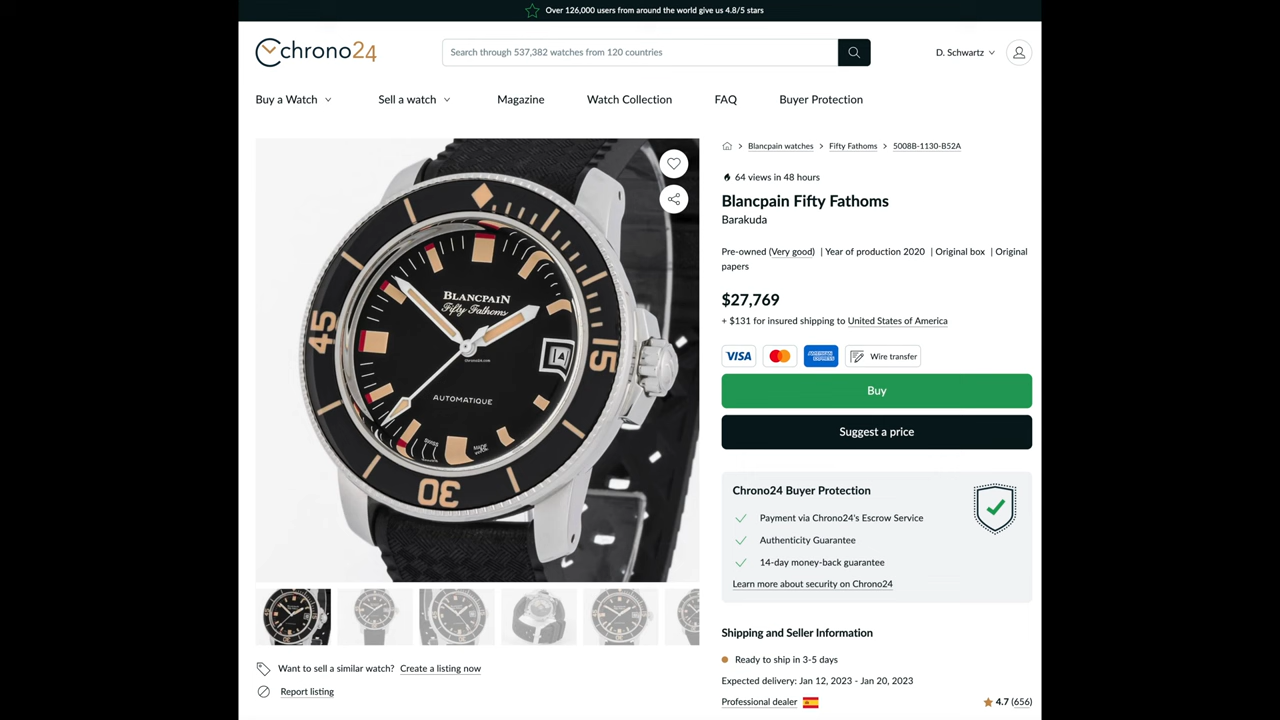 Over 126,000 users from around the world give us 4.8/5 stars
chrono24
Search through 537,382 watches from 120 countries
D. Schwartz
Buy a Watch
Sell a watch
Magazine
Watch Collection
FAQ
Buyer Protection
Blancpain watches > Fifty Fathoms > 5008B-1130-B52A
64 views in 48 hours
Blancpain Fifty Fathoms
Barakuda
Pre-owned (Very good) | Year of production 2020 | Original box | Original
papers
$27,769
+ $131 for insured shipping to United States of America
VISA
AMERICAN EXPRESS
Wire transfer
Buy
Suggest a price
Chrono24 Buyer Protection
Payment via Chrono24's Escrow Service
Authenticity Guarantee
14-day money-back guarantee
Learn more about security on Chrono24
Shipping and Seller Information
Ready to ship in 3-5 days
Expected delivery: Jan 12, 2023 - Jan 20, 2023
Professional dealer
4.7 (656)
BLANCPAIN
Fifty Fathoms
AUTOMATIQUE
SWISS
MADE
15
30
45
Want to sell a similar watch? Create a listing now
Report listing